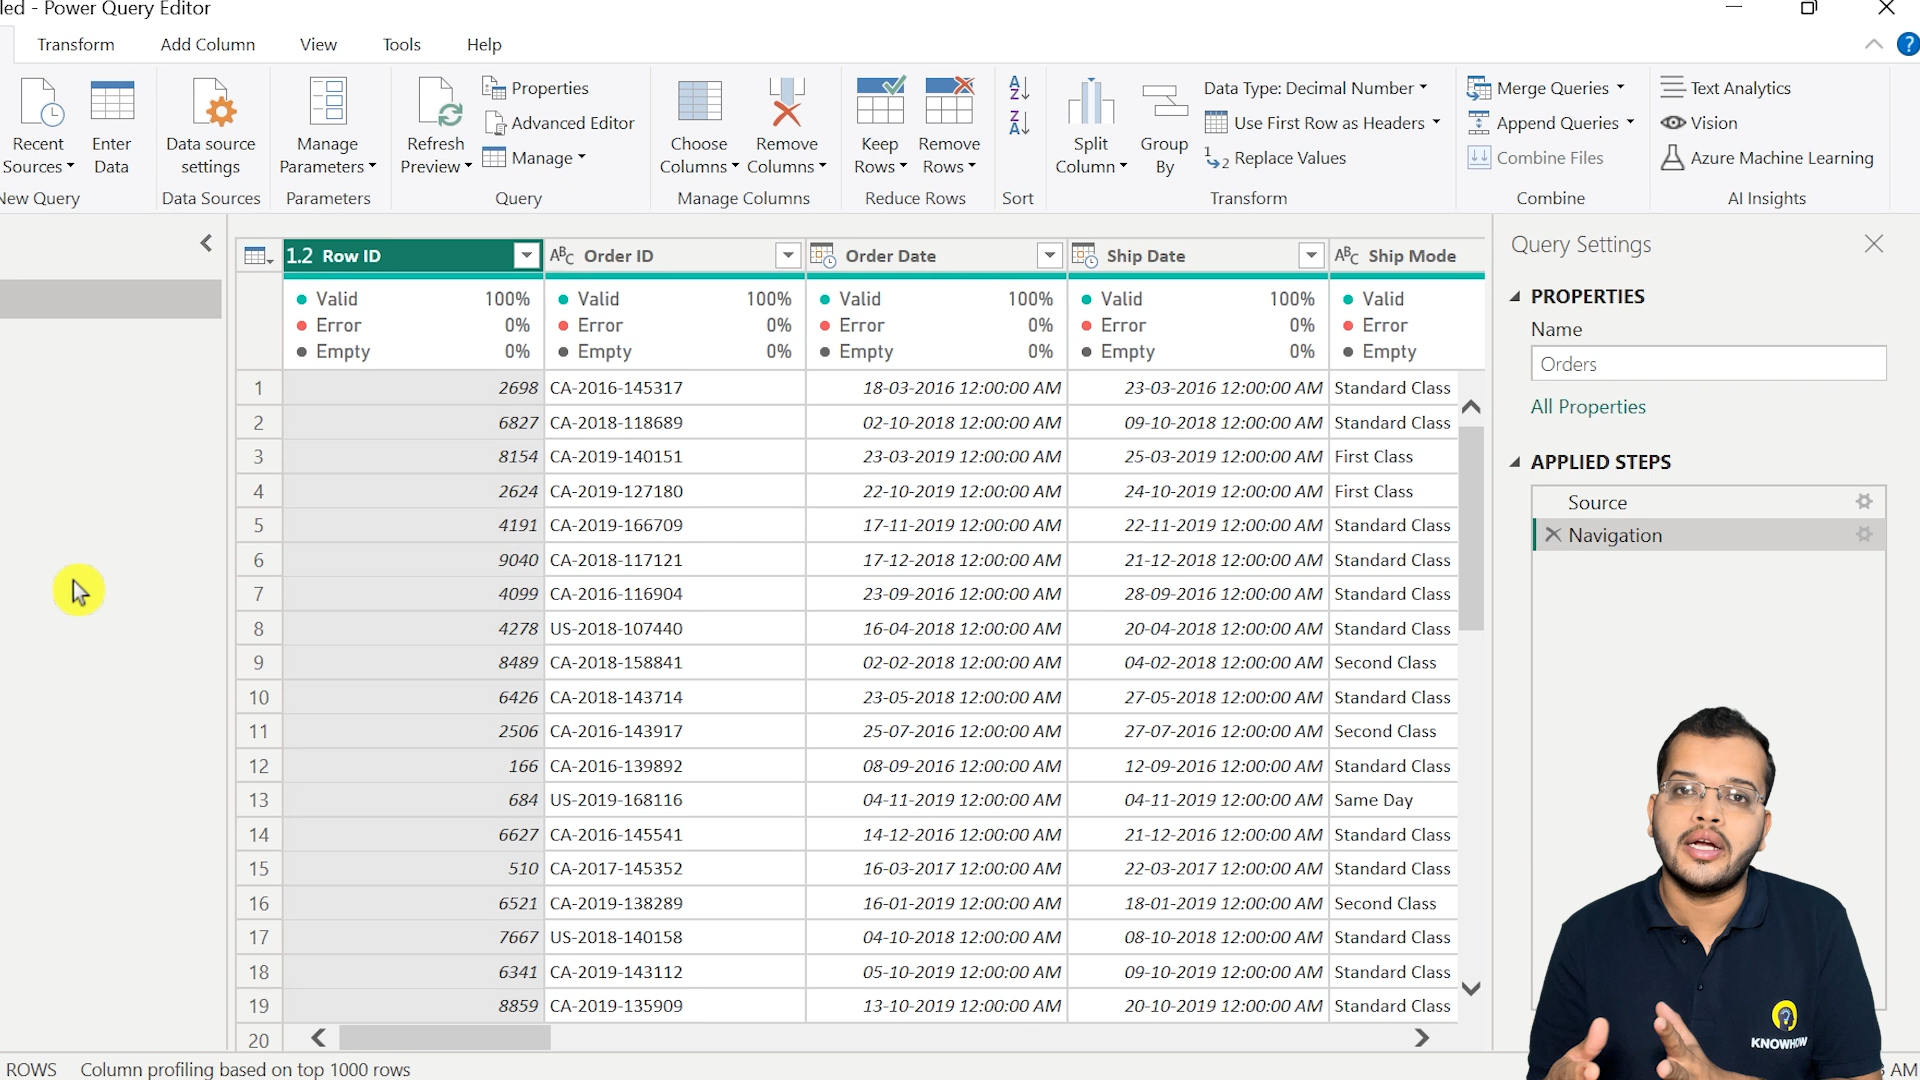 led - Power Query Editor
Transform Add Column View Tools Help
Recent Sources
Enter Data
Data source settings
Manage Parameters
Refresh Preview
Properties
Advanced Editor
Manage
Choose Columns
Remove Columns
Keep Rows
Remove Rows
Split Column
Group By
Data Type: Decimal Number
Use First Row as Headers
1 2 Replace Values
Merge Queries
Append Queries
Combine Files
Text Analytics
Vision
Azure Machine Learning
New Query Data Sources Parameters Query Manage Columns Reduce Rows Sort Transform Combine AI Insights
1.2 Row ID ABC Order ID Order Date Ship Date ABC Ship Mode
Valid 100% Valid 100% Valid 100% Valid 100% Valid
Error 0% Error 0% Error 0% Error 0% Error
Empty 0% Empty 0% Empty 0% Empty 0% Empty
1 2698 CA-2016-145317 18-03-2016 12:00:00 AM 23-03-2016 12:00:00 AM Standard Class
2 6827 CA-2018-118689 02-10-2018 12:00:00 AM 09-10-2018 12:00:00 AM Standard Class
3 8154 CA-2019-140151 23-03-2019 12:00:00 AM 25-03-2019 12:00:00 AM First Class
4 2624 CA-2019-127180 22-10-2019 12:00:00 AM 24-10-2019 12:00:00 AM First Class
5 4191 CA-2019-166709 17-11-2019 12:00:00 AM 22-11-2019 12:00:00 AM Standard Class
6 9040 CA-2018-117121 17-12-2018 12:00:00 AM 21-12-2018 12:00:00 AM Standard Class
7 4099 CA-2016-116904 23-09-2016 12:00:00 AM 28-09-2016 12:00:00 AM Standard Class
8 4278 US-2018-107440 16-04-2018 12:00:00 AM 20-04-2018 12:00:00 AM Standard Class
9 8489 CA-2018-158841 02-02-2018 12:00:00 AM 04-02-2018 12:00:00 AM Second Class
10 6426 CA-2018-143714 23-05-2018 12:00:00 AM 27-05-2018 12:00:00 AM Standard Class
11 2506 CA-2016-143917 25-07-2016 12:00:00 AM 27-07-2016 12:00:00 AM Second Class
12 166 CA-2016-139892 08-09-2016 12:00:00 AM 12-09-2016 12:00:00 AM Standard Class
13 684 US-2019-168116 04-11-2019 12:00:00 AM 04-11-2019 12:00:00 AM Same Day
14 6627 CA-2016-145541 14-12-2016 12:00:00 AM 21-12-2016 12:00:00 AM Standard Class
15 510 CA-2017-145352 16-03-2017 12:00:00 AM 22-03-2017 12:00:00 AM Standard Class
16 6521 CA-2019-138289 16-01-2019 12:00:00 AM 18-01-2019 12:00:00 AM Second Class
17 7667 US-2018-140158 04-10-2018 12:00:00 AM 08-10-2018 12:00:00 AM Standard Class
18 6341 CA-2019-143112 05-10-2019 12:00:00 AM 09-10-2019 12:00:00 AM Standard Class
19 8859 CA-2019-135909 13-10-2019 12:00:00 AM 20-10-2019 12:00:00 AM Standard Class
20
Query Settings
PROPERTIES
Name
Orders
All Properties
APPLIED STEPS
Source
Navigation
KNOWHOW
ROWS Column profiling based on top 1000 rows
AM